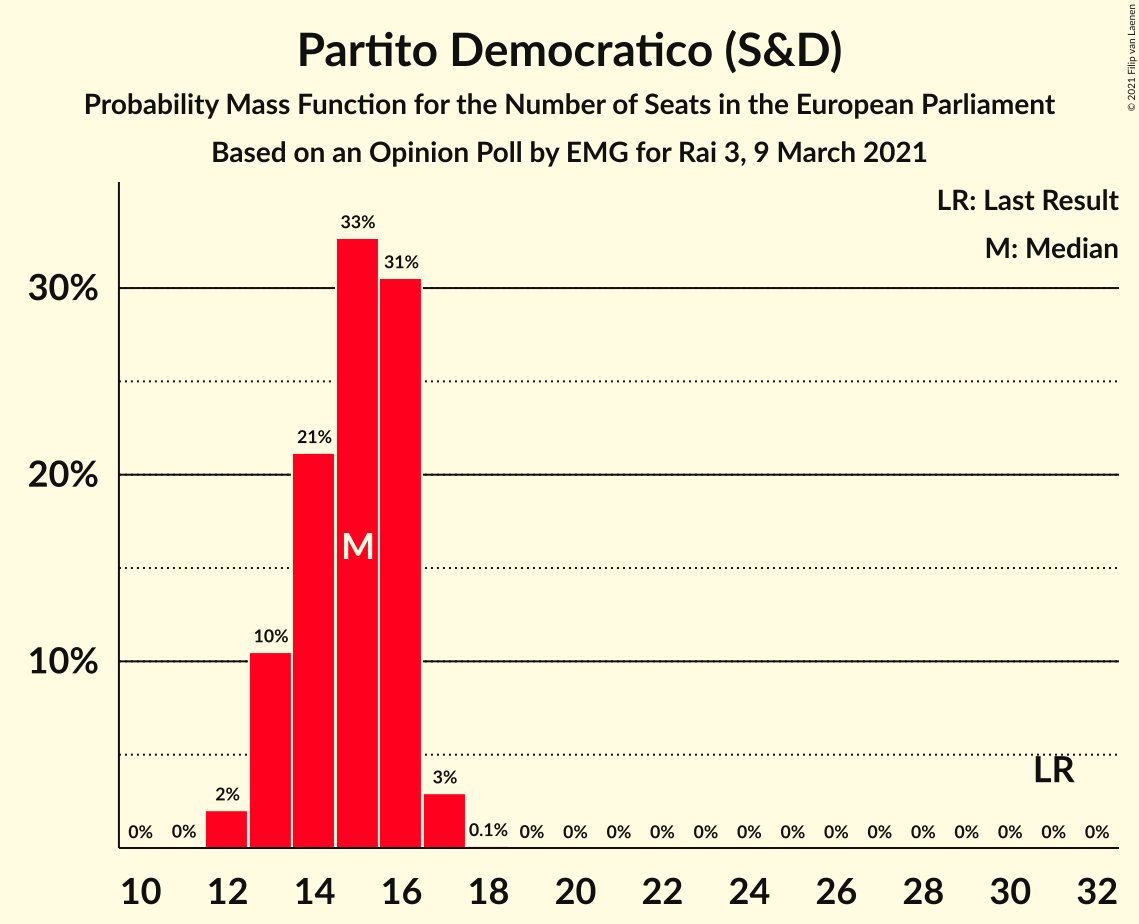 Partito Democratico (S&D)
Probability Mass Function for the Number of Seats in the European Parliament
Based on an Opinion Poll by EMG for Rai 3, 9 March 2021
© 2021 Filip van Laenen
LR: Last Result
M: Median
30%
20%
10%
0% 0% 2% 10% 21% 33% 31% 3% 0.1% 0% 0% 0% 0% 0% 0% 0% 0% 0% 0% 0% 0% 0% 0%
M
LR
10 12 14 16 18 20 22 24 26 28 30 32